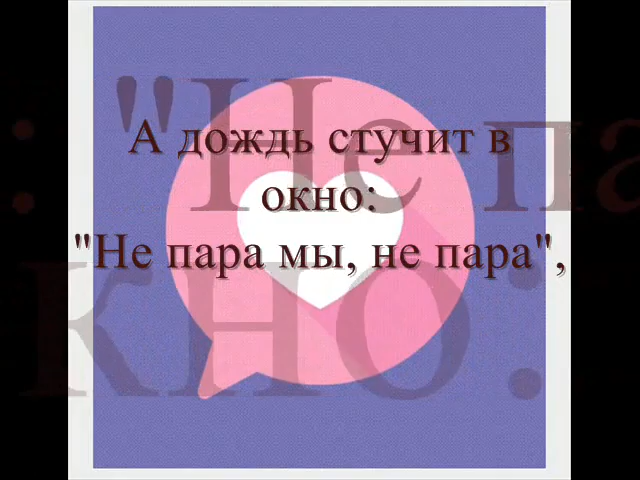 А дождь стучит в
окно:
"Не пара мы, не пара",